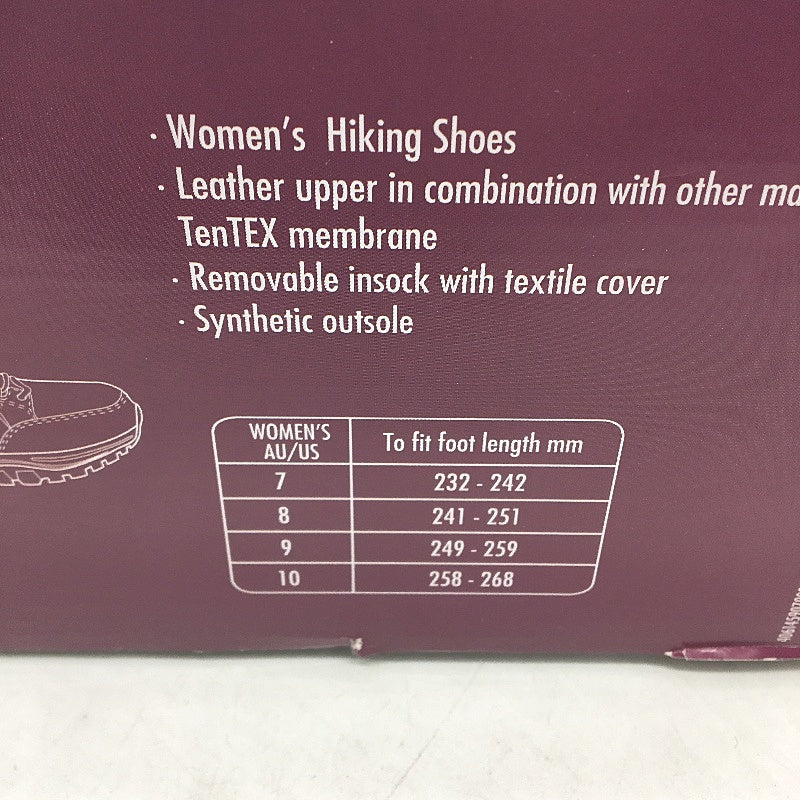 · Women's Hiking Shoes
· Leather upper in combination with other
TenTEX membrane
· Removable insock with textile cover
· Synthetic outsole
WOMEN'S AU/US To fit foot length mm
7 232 - 242
8 241 - 251
9 249 - 259
10 258 - 268